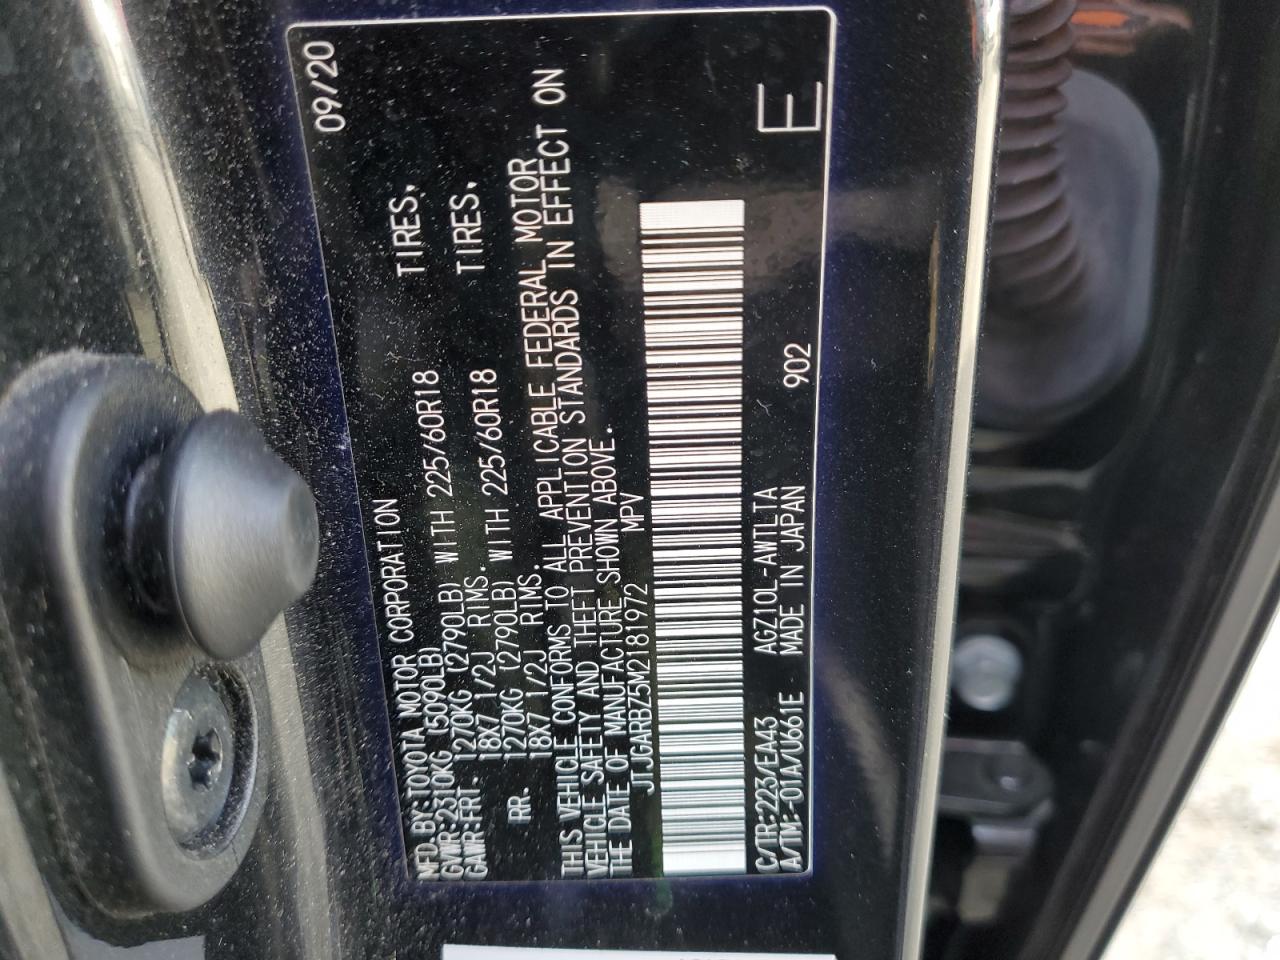 MFD. BY:TOYOTA MOTOR CORPORATION 09/20
GVWR:2310KG (5090LB)
GAWR:FRT. 1270KG (2790LB) WITH 225/60R18 TIRES,
18X7 1/2J RIMS.
RR. 1270KG (2790LB) WITH 225/60R18 TIRES,
18X7 1/2J RIMS.
THIS VEHICLE CONFORMS TO ALL APPLICABLE FEDERAL MOTOR
VEHICLE SAFETY AND THEFT PREVENTION STANDARDS IN EFFECT ON
THE DATE OF MANUFACTURE SHOWN ABOVE.
JTJGARBZ5M2181972 MPV
C/TR:223/EA43 AGZ10L-AWTLTA 902 E
A/TM:-01A/U661E MADE IN JAPAN